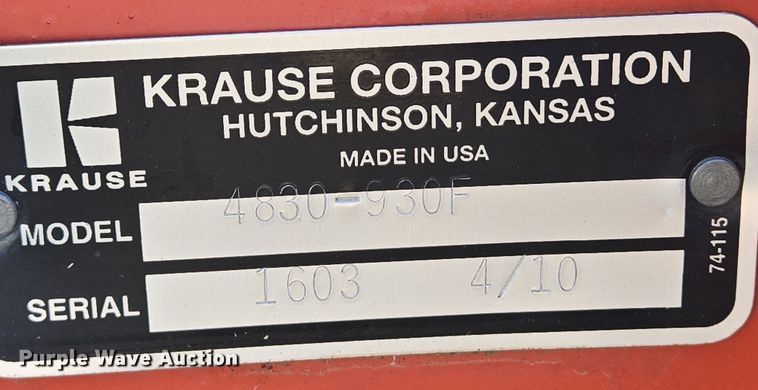 KRAUSE CORPORATION
HUTCHINSON, KANSAS
MADE IN USA
KRAUSE
MODEL 4830-930F
SERIAL 1603 4/10
74-115
Purple Wave Auction